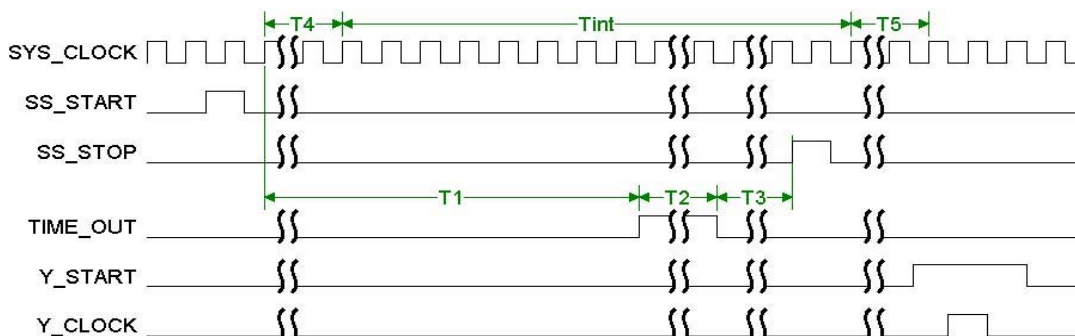 T4 Tint T5
SYS_CLOCK
SS_START
SS_STOP
T1 T2 T3
TIME_OUT
Y_START
Y_CLOCK